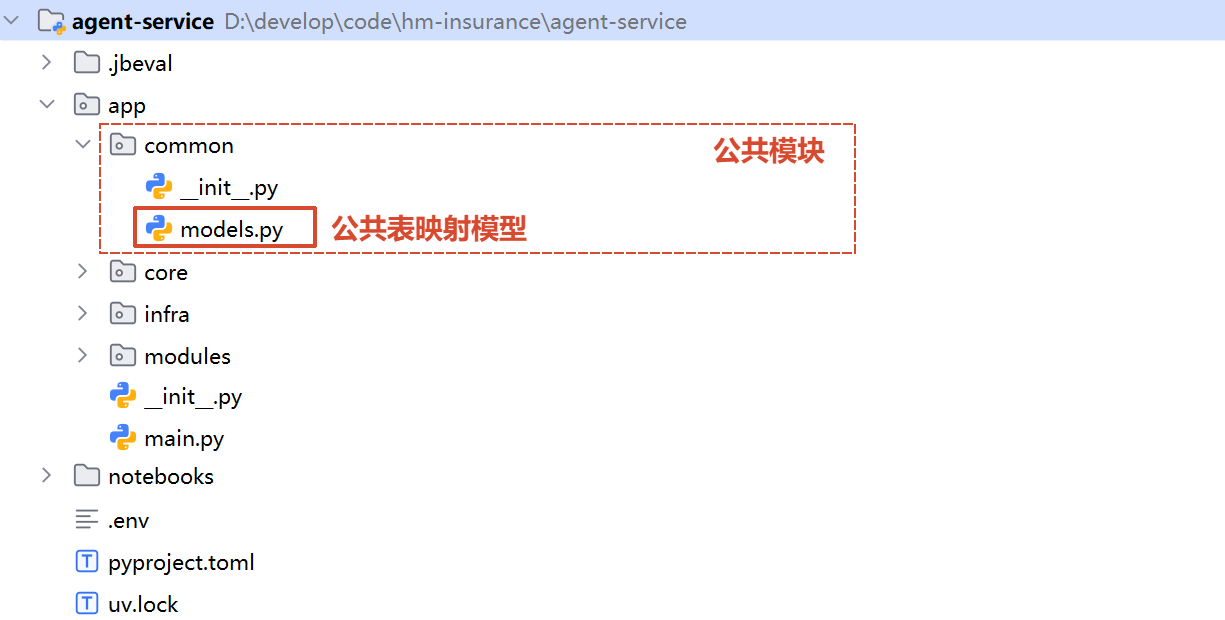 agent-service D:\develop\code\hm-insurance\agent-service
.jbeval
app
common 公共模块
__init__.py
models.py 公共表映射模型
core
infra
modules
__init__.py
main.py
notebooks
.env
pyproject.toml
uv.lock